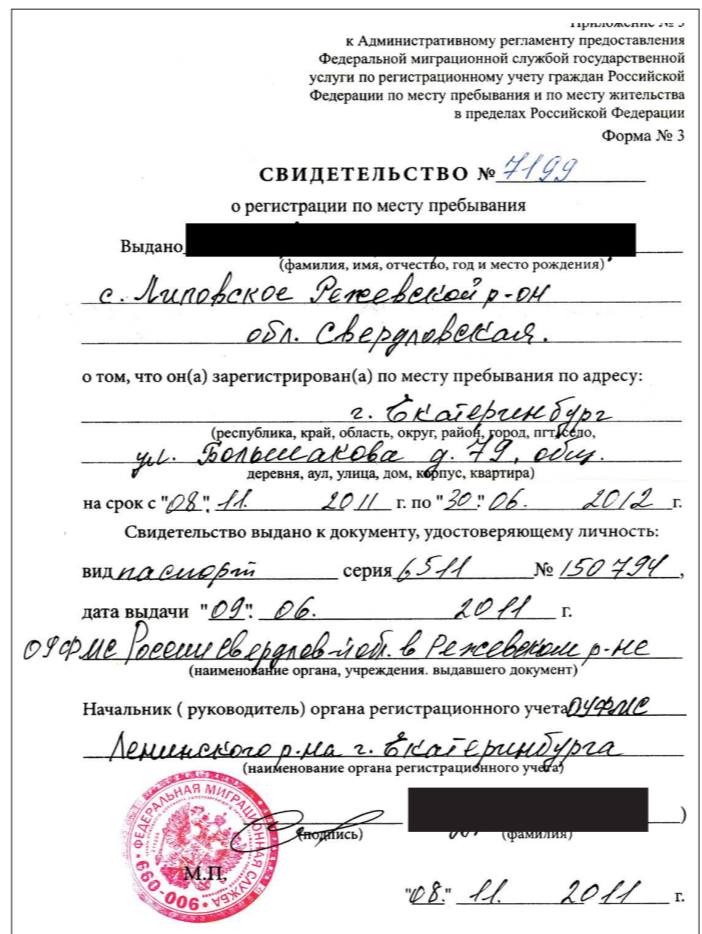 Приложение № 3
к Административному регламенту предоставления
Федеральной миграционной службой государственной
услуги по регистрационному учету граждан Российской
Федерации по месту пребывания и по месту жительства
в пределах Российской Федерации
Форма № 3
СВИДЕТЕЛЬСТВО № 7199
о регистрации по месту пребывания
Выдано
(фамилия, имя, отчество, год и место рождения)
с. Липовское Режевской р-он
обл. Свердловская.
о том, что он(а) зарегистрирован(а) по месту пребывания по адресу:
г. Екатеринбург
(республика, край, область, округ, район, город, пгт, село,
ул. Большакова д. 79, общ.
деревня, аул, улица, дом, корпус, квартира)
на срок с "08". 11. 2011 г. по "30." 06. 2012 г.
Свидетельство выдано к документу, удостоверяющему личность:
вид паспорт серия 6511 № 150794,
дата выдачи "09". 06. 2011 г.
ОУФМС России Свердлов-й обл. в Режевском р-не
(наименование органа, учреждения. выдавшего документ)
Начальник ( руководитель) органа регистрационного учета ОУФМС
Ленинского р-на г. Екатеринбурга
(наименование органа регистрационного учета)
)
(подпись) (фамилия)
ФЕДЕРАЛЬНАЯ МИГРАЦИОННАЯ СЛУЖБА * 900-099 *
М.П.
"08." 11. 2011 г.